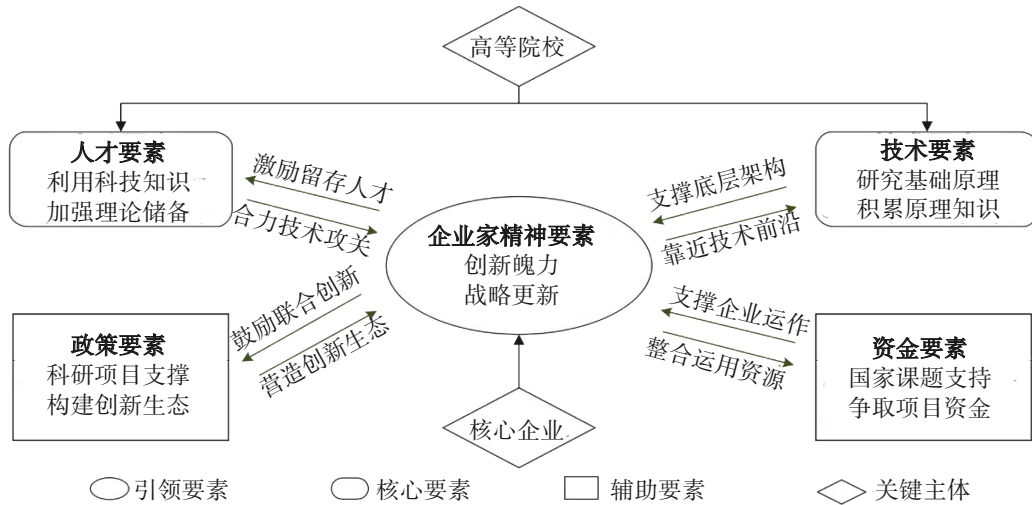 高等院校
人才要素
利用科技知识
加强理论储备
激励留存人才
合力技术攻关
技术要素
研究基础原理
积累原理知识
支撑底层架构
靠近技术前沿
企业家精神要素
创新魄力
战略更新
政策要素
科研项目支撑
构建创新生态
鼓励联合创新
营造创新生态
资金要素
国家课题支持
争取项目资金
支撑企业运作
整合运用资源
核心企业
引领要素
核心要素
辅助要素
关键主体